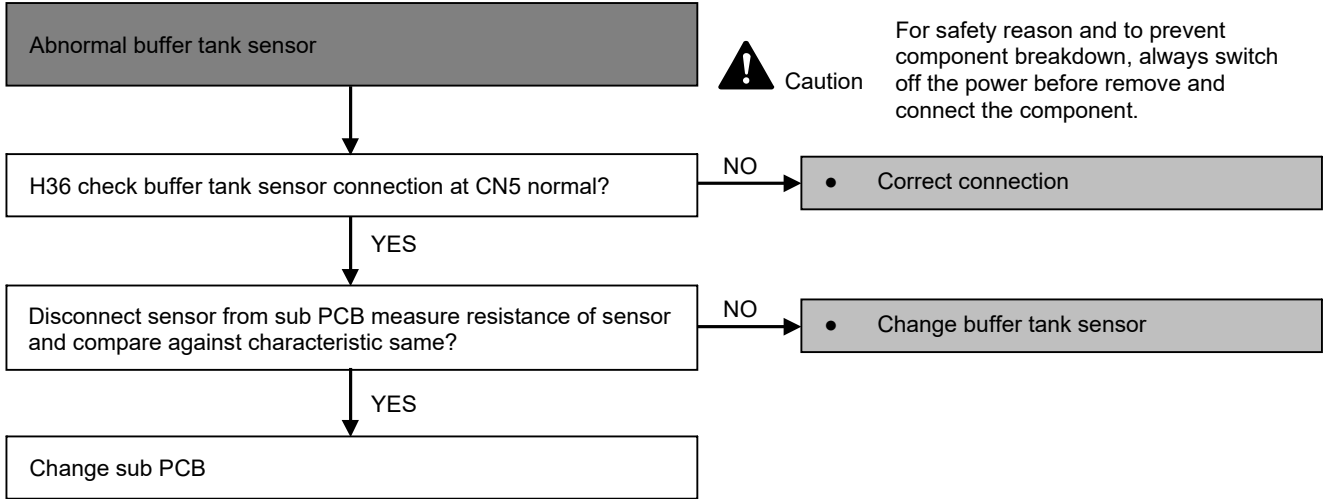 Abnormal buffer tank sensor
Caution
For safety reason and to prevent
component breakdown, always switch
off the power before remove and
connect the component.
H36 check buffer tank sensor connection at CN5 normal?
NO
• Correct connection
YES
Disconnect sensor from sub PCB measure resistance of sensor
and compare against characteristic same?
NO
• Change buffer tank sensor
YES
Change sub PCB